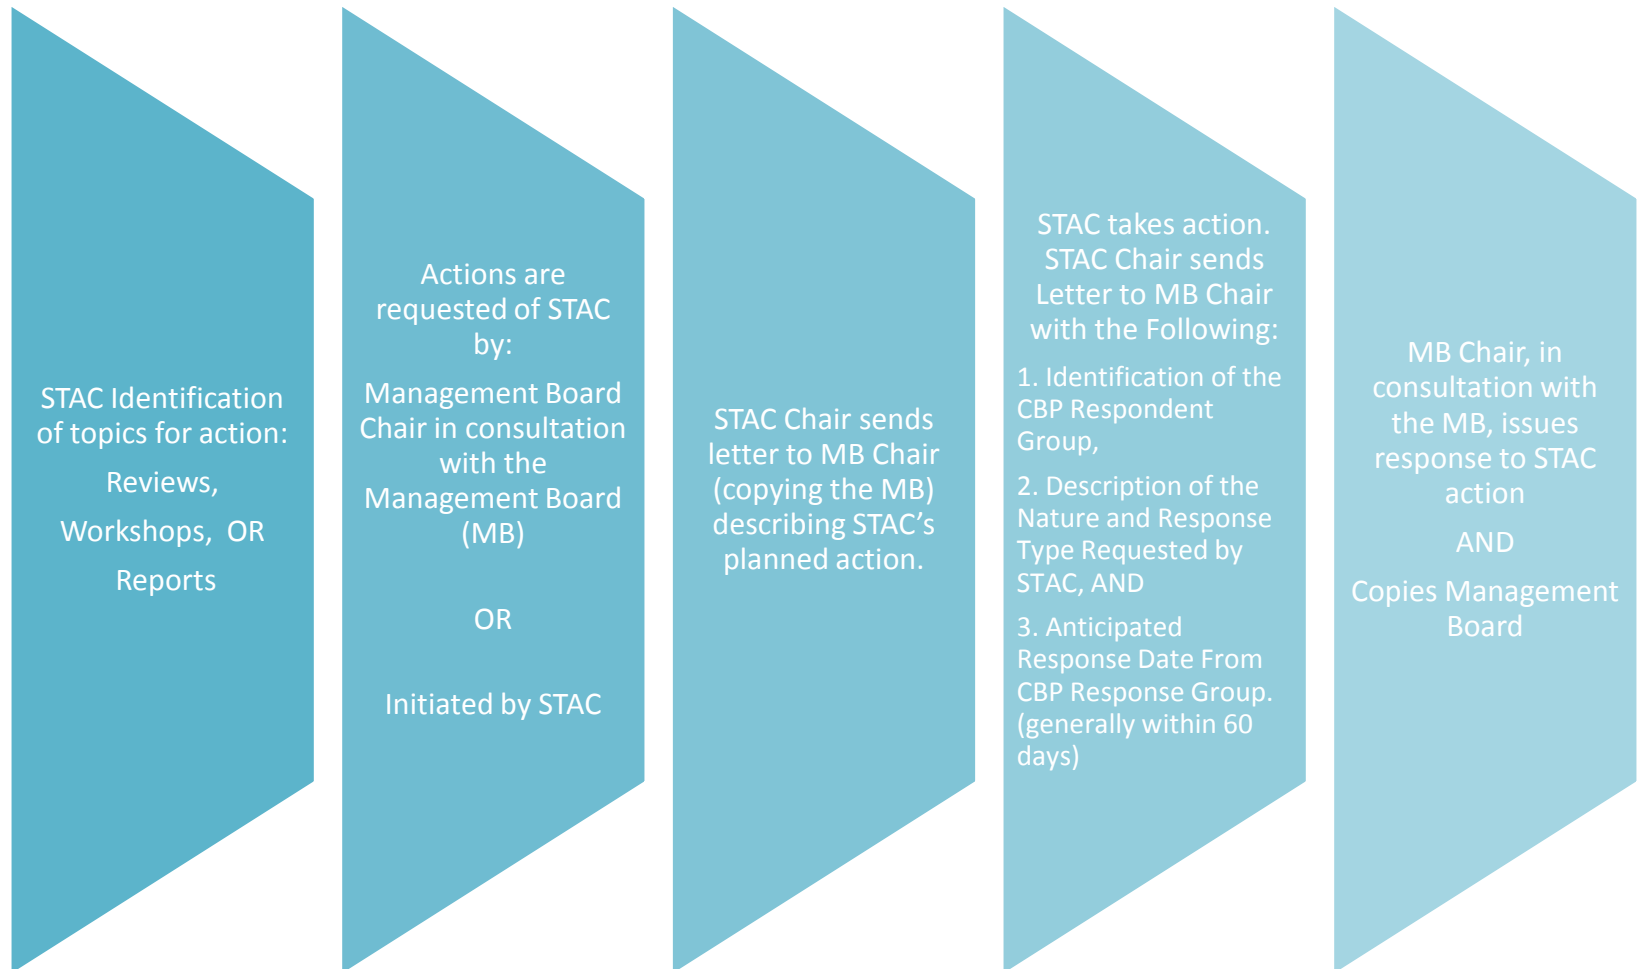 STAC Identification
of topics for action:
Reviews,
Workshops,  OR
Reports
Actions are
requested of STAC
by:
Management Board
Chair in consultation
with the
Management Board
(MB)
OR
Initiated by STAC
STAC Chair sends
letter to MB Chair
(copying the MB)
describing STAC’s
planned action.
STAC takes action.
STAC Chair sends
Letter to MB Chair
with the Following:
1. Identification of the
CBP Respondent
Group,
2. Description of the
Nature and Response
Type Requested by
STAC, AND
3. Anticipated
Response Date From
CBP Response Group.
(generally within 60
days)
MB Chair, in
consultation with
the MB, issues
response to STAC
action
AND
Copies Management
Board